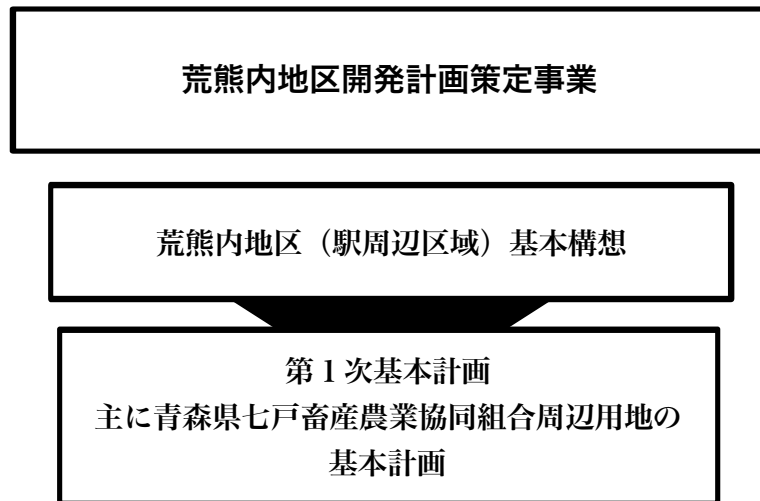 荒熊内地区開発計画策定事業
荒熊内地区（駅周辺区域）基本構想
第１次基本計画
主に青森県七戸畜産農業協同組合周辺用地の
基本計画